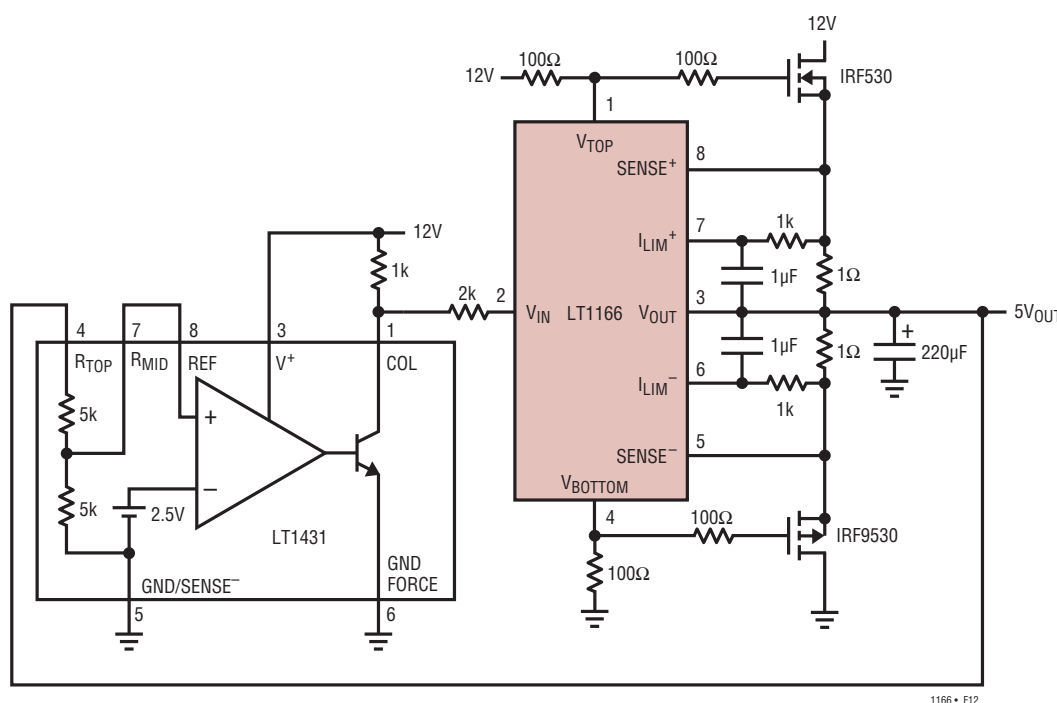 12V
100Ω
100Ω
12V
IRF530
1
V_TOP
8
SENSE⁺
12V
7
1k
I_LIM⁺
1k
1µF
1Ω
2k
2
V_IN
LT1166
V_OUT
3
5V_OUT
4
7
8
3
1
R_TOP
R_MID
REF
V⁺
COL
1µF
1Ω
+
220µF
6
I_LIM⁻
1k
5k
+
5
SENSE⁻
5k
−
2.5V
V_BOTTOM
4
100Ω
IRF9530
LT1431
100Ω
GND/SENSE⁻
GND
FORCE
5
6
1166 • F12